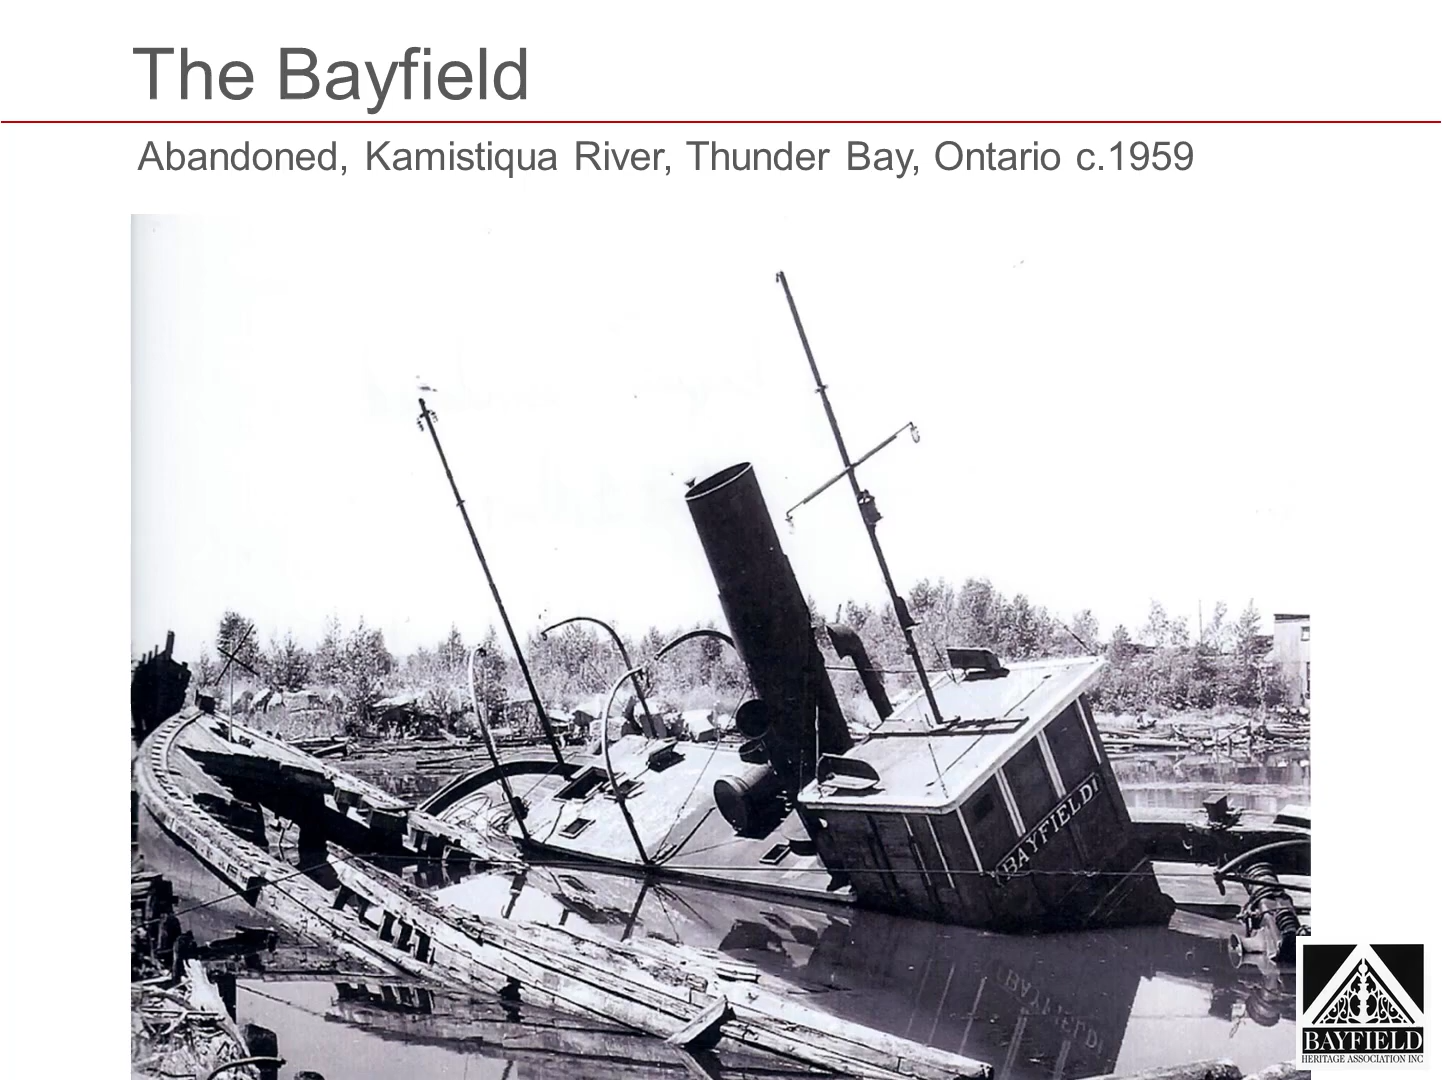 The Bayfield
Abandoned, Kamistiqua River, Thunder Bay, Ontario c.1959
BAYFIELD
BAYFIELD
HERITAGE ASSOCIATION INC